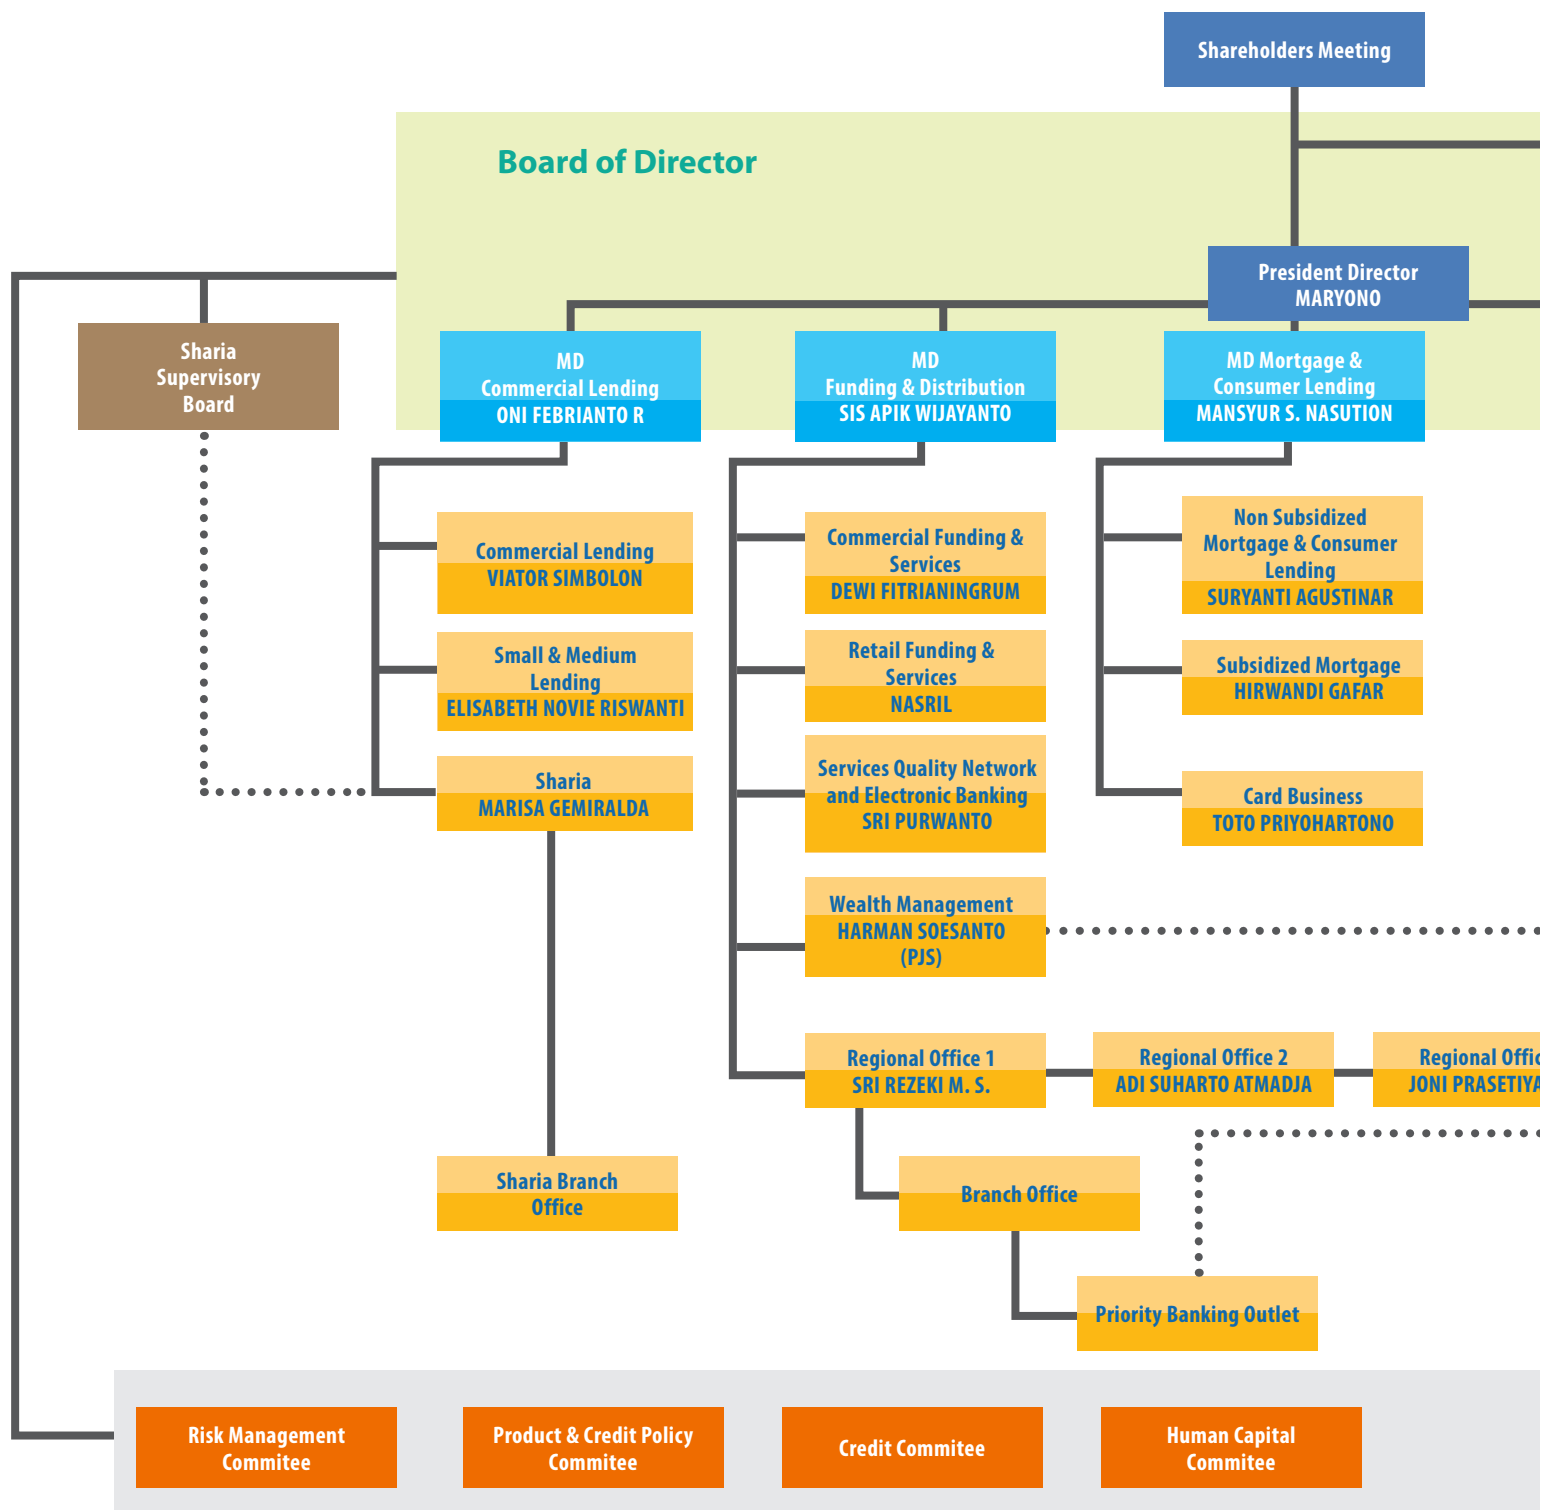 Shareholders Meeting
Board of Director
President Director
MARYONO
Sharia
Supervisory
Board
MD
Commercial Lending
ONI FEBRIANTO R
MD
Funding & Distribution
SIS APIK WIJAYANTO
MD Mortgage &
Consumer Lending
MANSYUR S. NASUTION
Commercial Lending
VIATOR SIMBOLON
Small & Medium
Lending
ELISABETH NOVIE RISWANTI
Sharia
MARISA GEMIRALDA
Commercial Funding &
Services
DEWI FITRIANINGRUM
Retail Funding &
Services
NASRIL
Services Quality Network
and Electronic Banking
SRI PURWANTO
Wealth Management
HARMAN SOESANTO
(PJS)
Non Subsidized
Mortgage & Consumer
Lending
SURYANTI AGUSTINAR
Subsidized Mortgage
HIRWANDI GAFAR
Card Business
TOTO PRIYOHARTONO
Regional Office 1
SRI REZEKI M. S.
Regional Office 2
ADI SUHARTO ATMADJA
Regional
JONI
Sharia Branch
Office
Branch Office
Priority Banking Outlet
Risk Management
Commitee
Product & Credit Policy
Commitee
Credit Commitee
Human Capital
Commitee